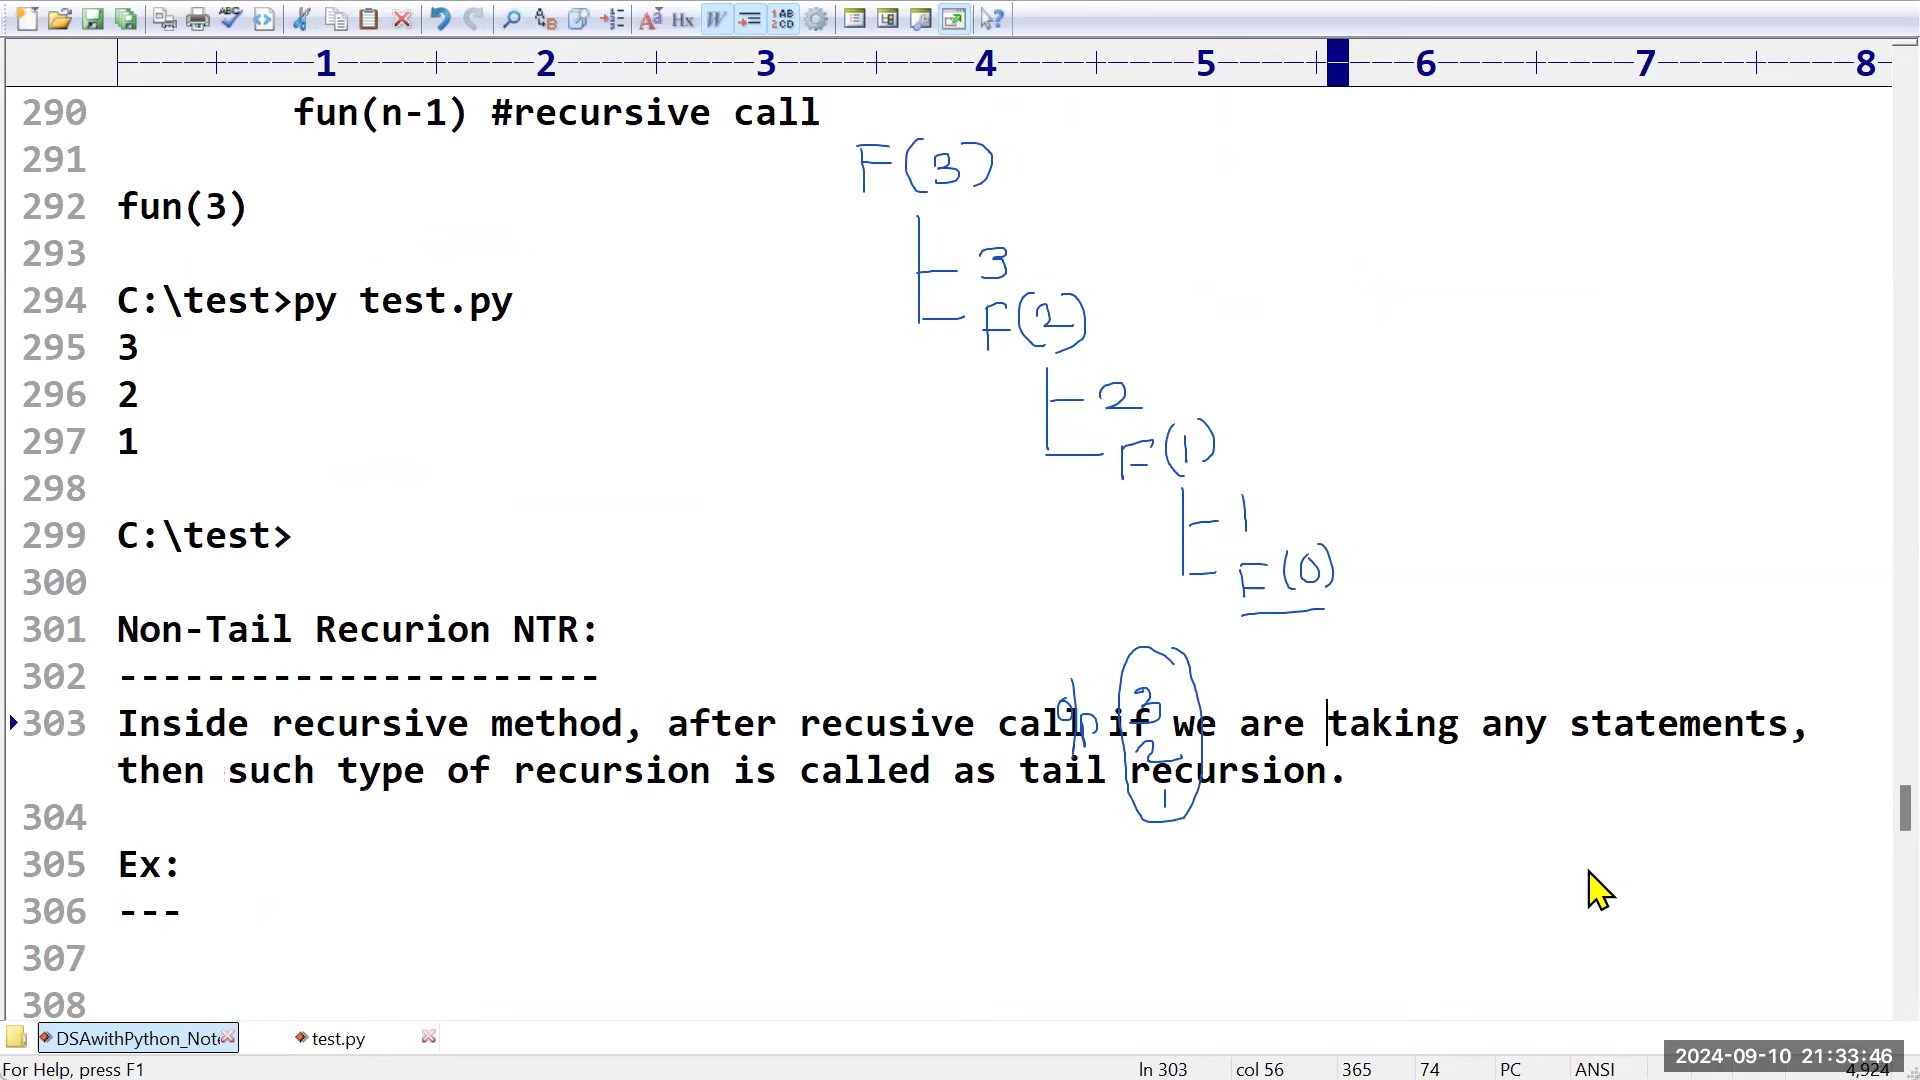 1 2 3 4 5 6 7 8
290 fun(n-1) #recursive call
291
F(3)
292 fun(3)
293
3
294 C:\test>py test.py
F(2)
295 3
296 2
2
297 1
F(1)
298
1
299 C:\test>
F(0)
300
301 Non-Tail Recurion NTR:
302 ----------------------
303 Inside recursive method, after recusive call if we are taking any statements,
then such type of recursion is called as tail recursion.
o/p
3
2
1
304
305 Ex:
306 ---
307
308
DSAwithPython_Note test.py
2024-09-10 21:33:46
For Help, press F1 ln 303 col 56 365 74 PC ANSI 4,924